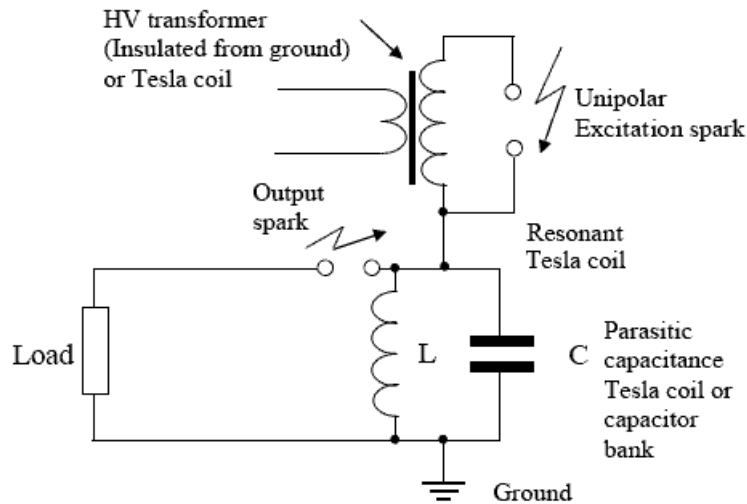 HV transformer
(Insulated from ground)
or Tesla coil
Unipolar
Excitation spark
Output
spark
Resonant
Tesla coil
Load
L
C
Parasitic
capacitance
Tesla coil or
capacitor
bank
Ground